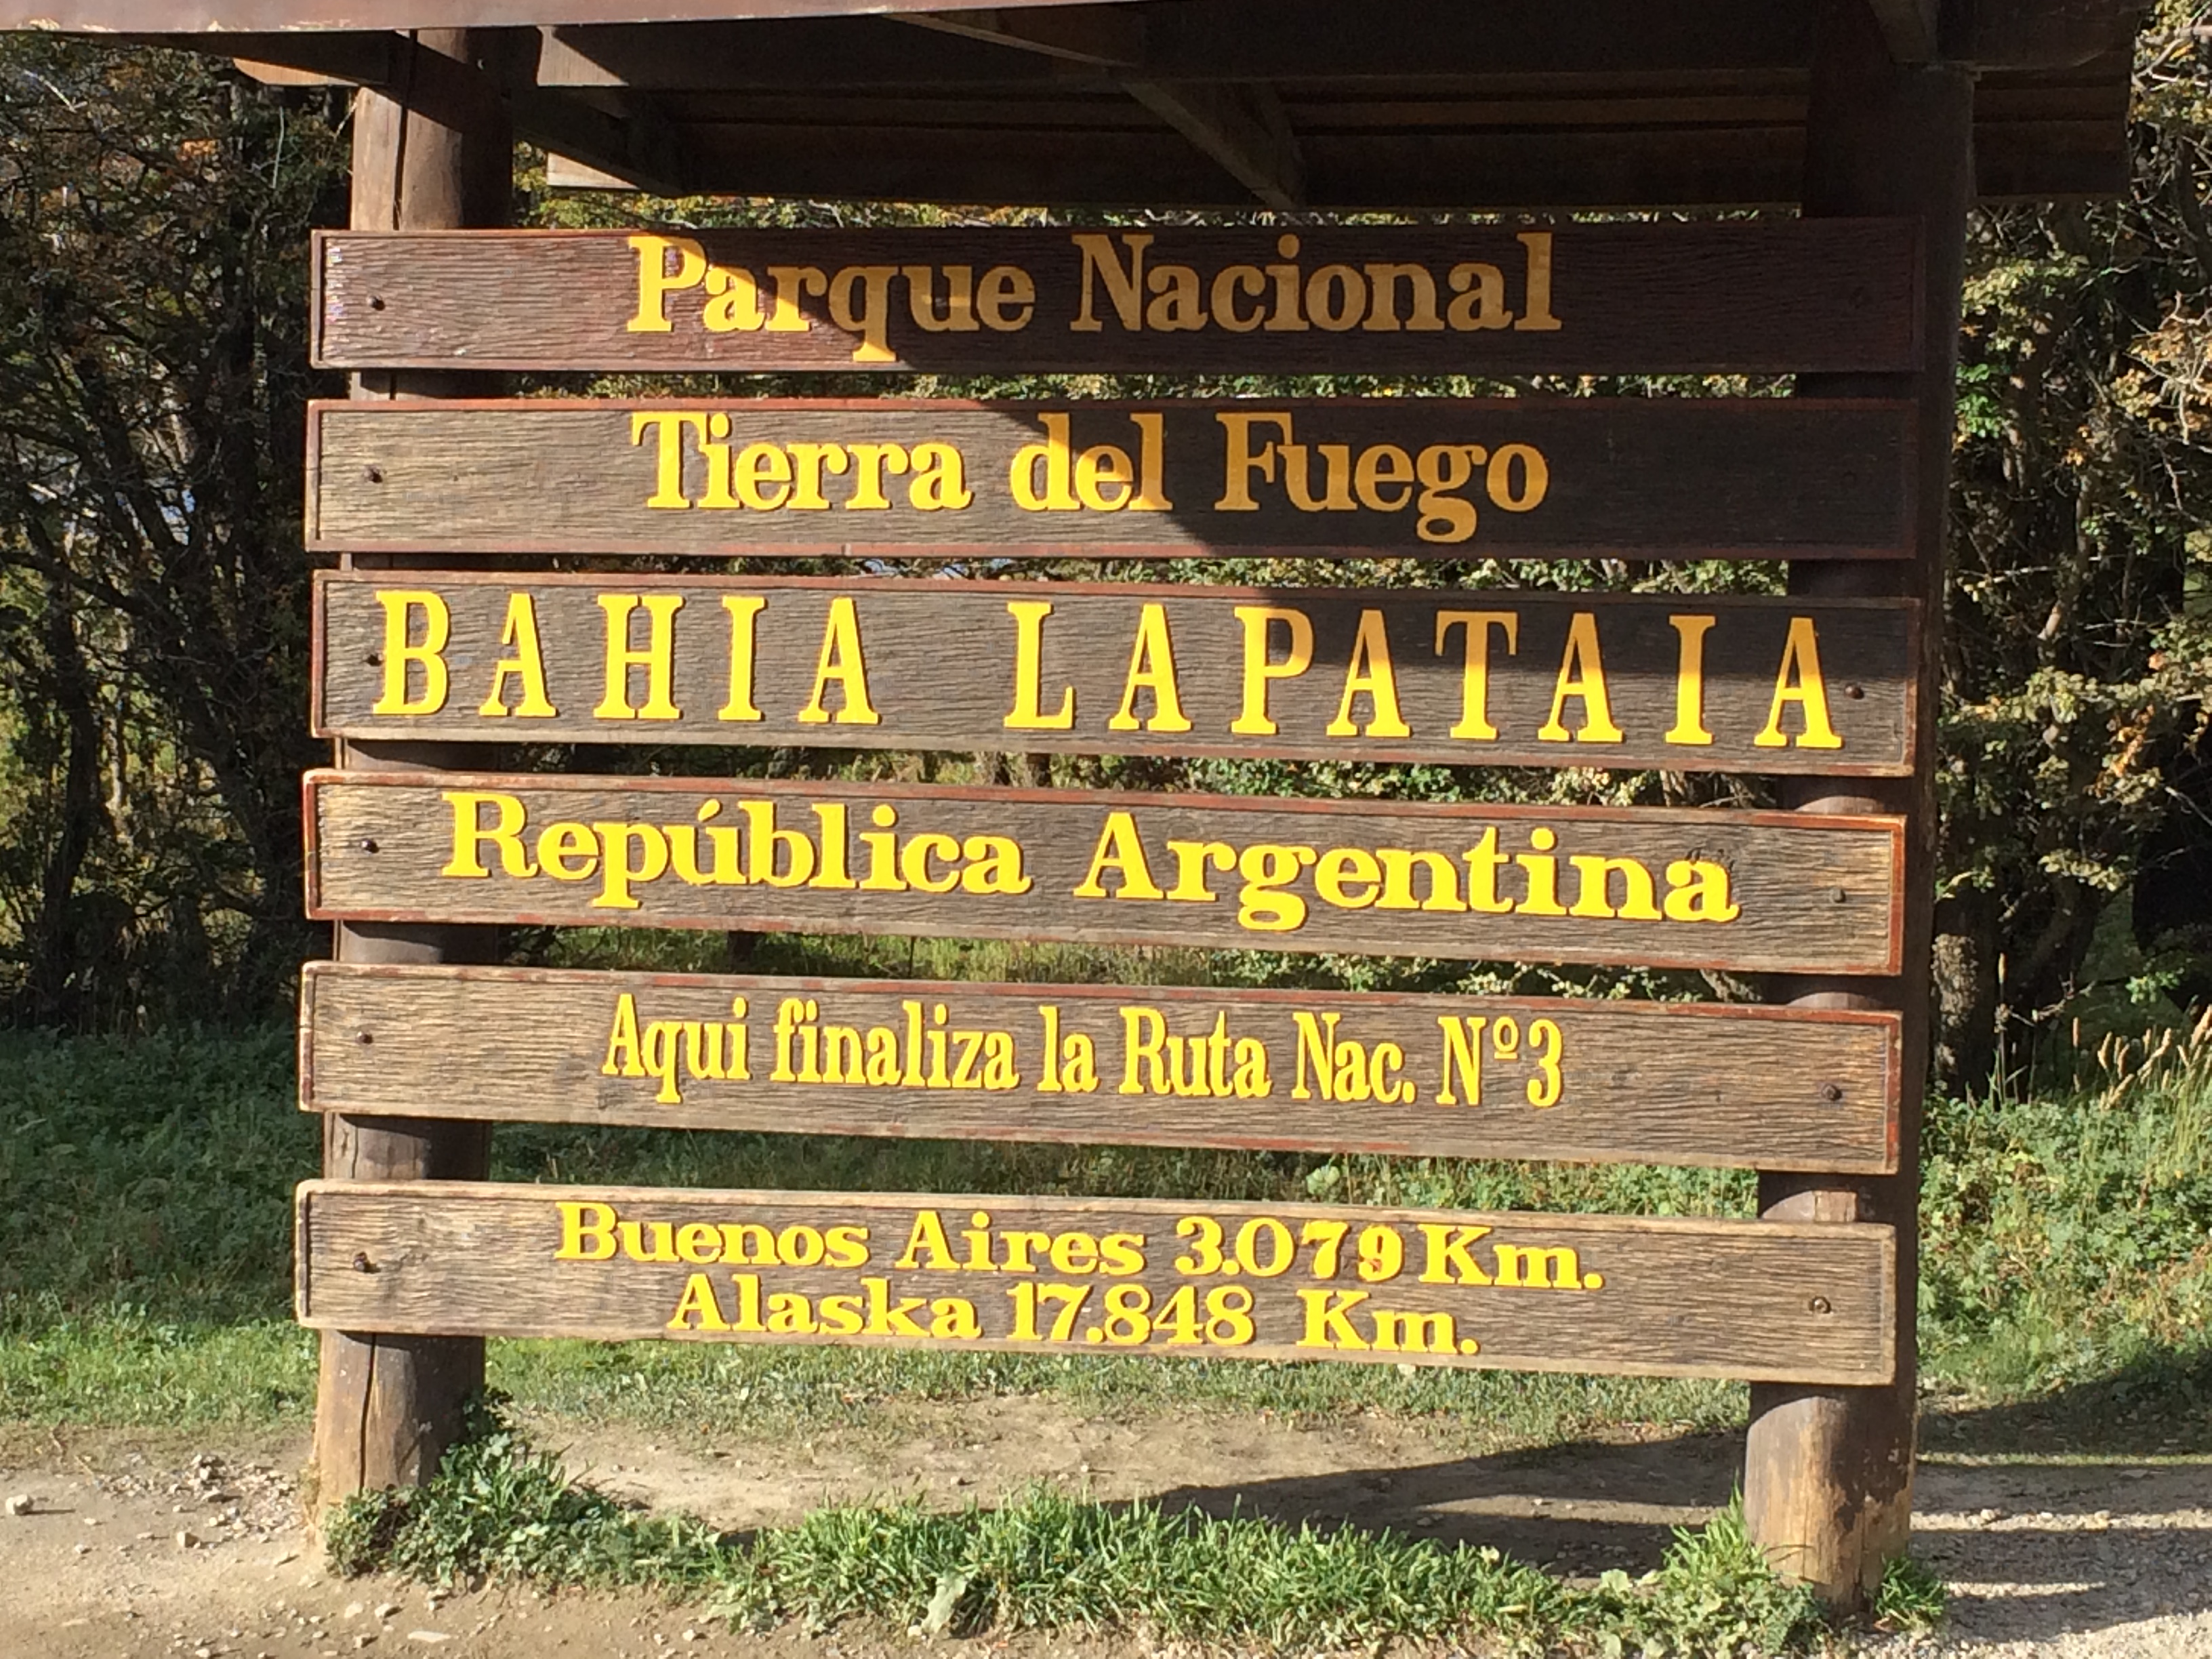 Parque Nacional
Tierra del Fuego
BAHIA LAPATAIA
República Argentina
Aqui finaliza la Ruta Nac. Nº 3
Buenos Aires 3.079 Km.
Alaska 17.848 Km.